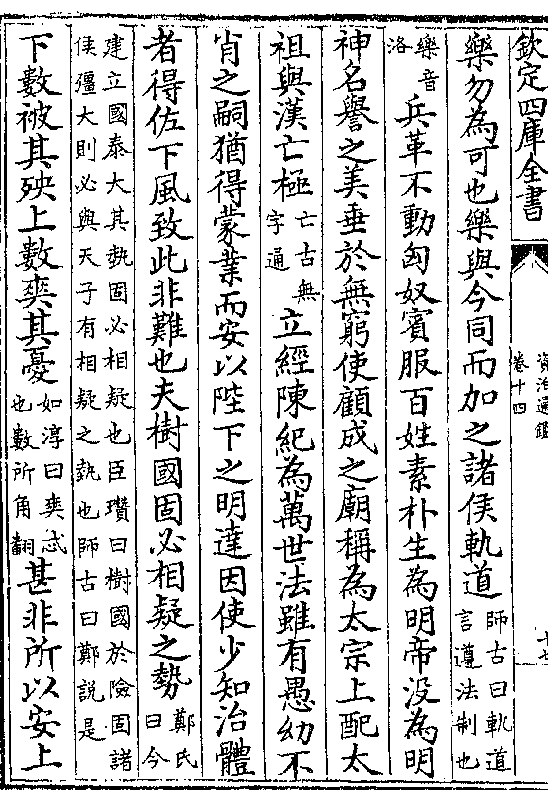 欽定四庫全書
資治通鑑
卷十四
樂勿為可也樂與今同而加之諸侯軌道師古曰軌道言遵法制也
樂音洛兵革不動匈奴賓服百姓素朴生為明帝没為明
神名譽之美垂於無窮使顧成之廟稱為太宗上配太
祖與漢亡極亡古無字通立經陳紀為萬世法雖有愚幼不
肖之嗣猶得蒙業而安以陛下之明達因使少知治體
者得佐下風致此非難也夫樹國固必相疑之勢鄭氏曰今
建立國泰大其埶固必相疑也臣瓚曰樹國於險固諸侯彊大則必與天子有相疑之埶也師古曰鄭說是
下數被其殃上數爽其憂如淳曰爽忒也數所角翻甚非所以安上